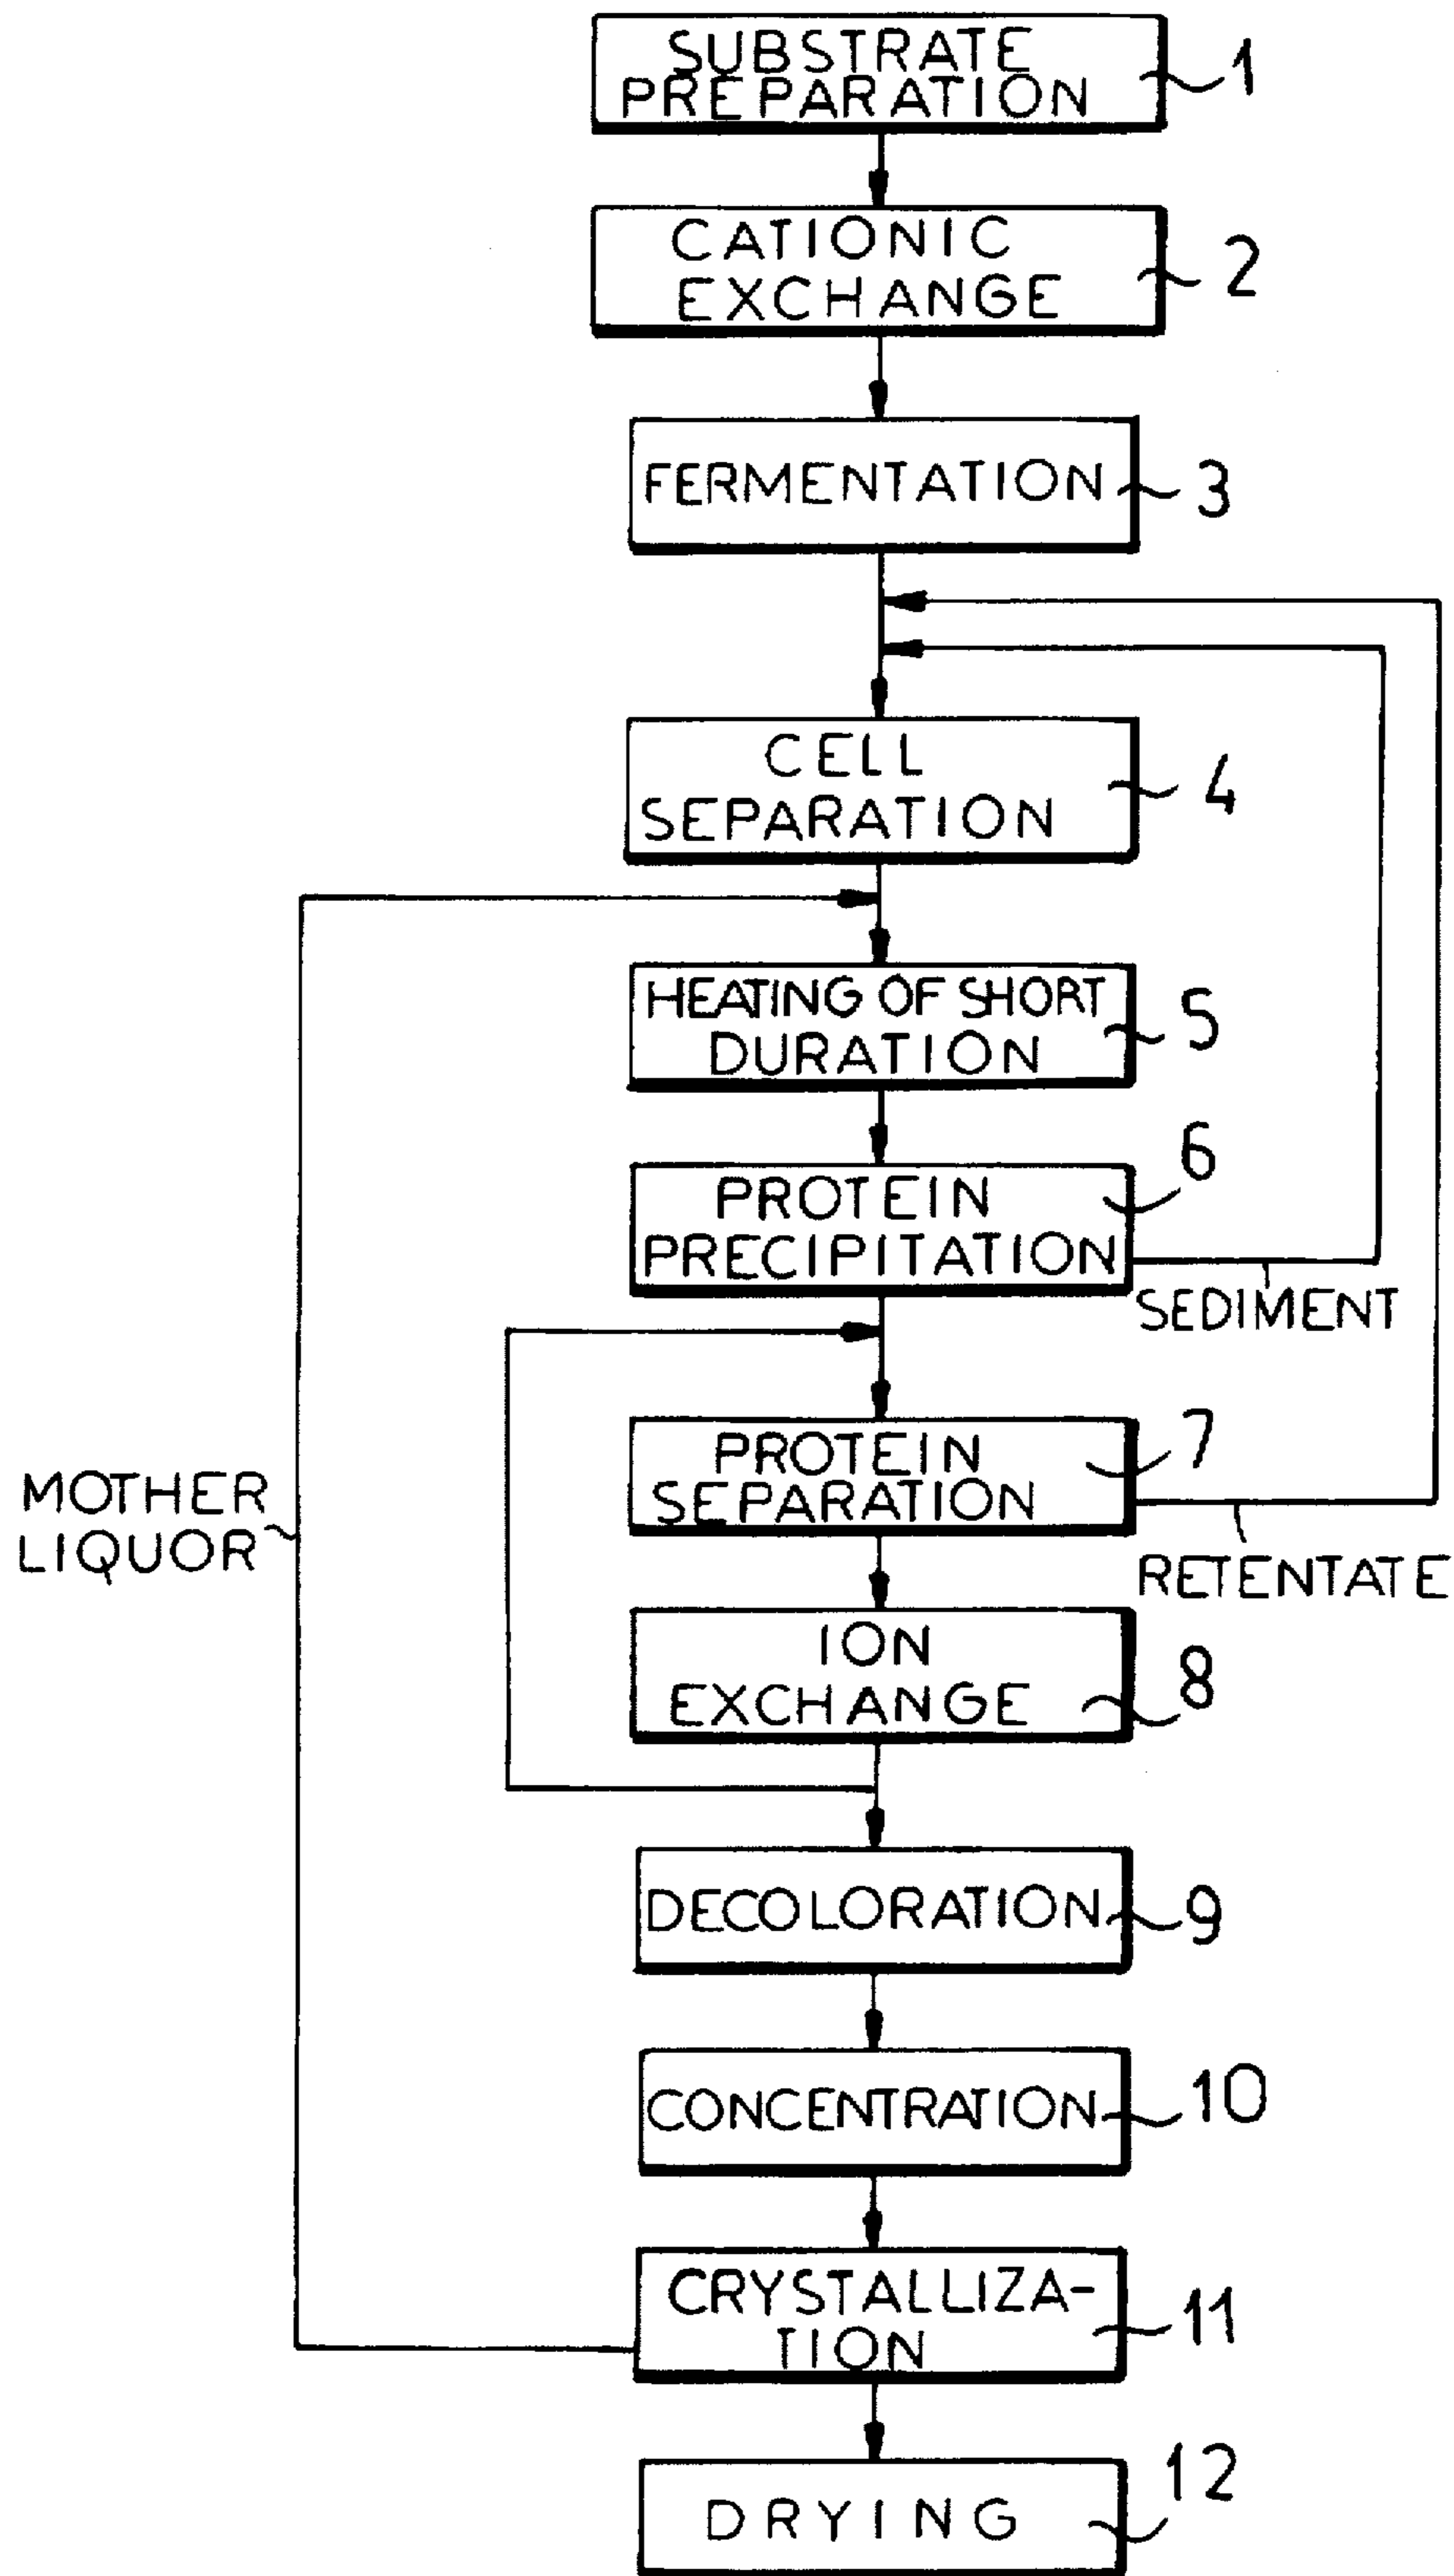 SUBSTRATE
PREPARATION
1
CATIONIC
EXCHANGE
2
FERMENTATION
3
CELL
SEPARATION
4
HEATING OF SHORT
DURATION
5
PROTEIN
PRECIPITATION
6
SEDIMENT
PROTEIN
SEPARATION
7
RETENTATE
MOTHER
LIQUOR
ION
EXCHANGE
8
DECOLORATION
9
CONCENTRATION
10
CRYSTALLIZA-
TION
11
DRYING
12